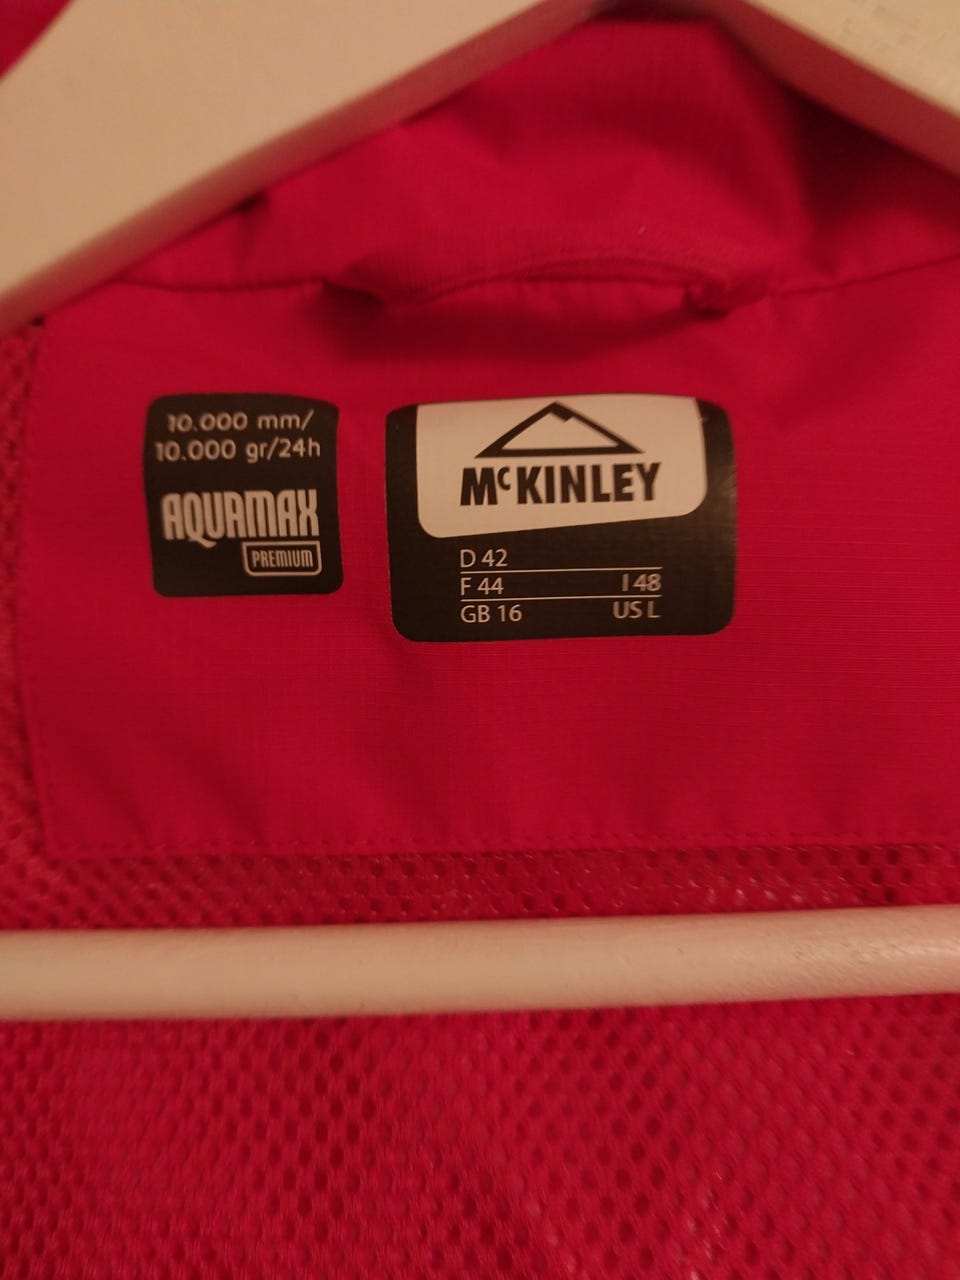 10.000 mm/
10.000 gr/24h
AQUAMAX
PREMIUM
McKINLEY
D 42
F 44 I 48
GB 16 US L